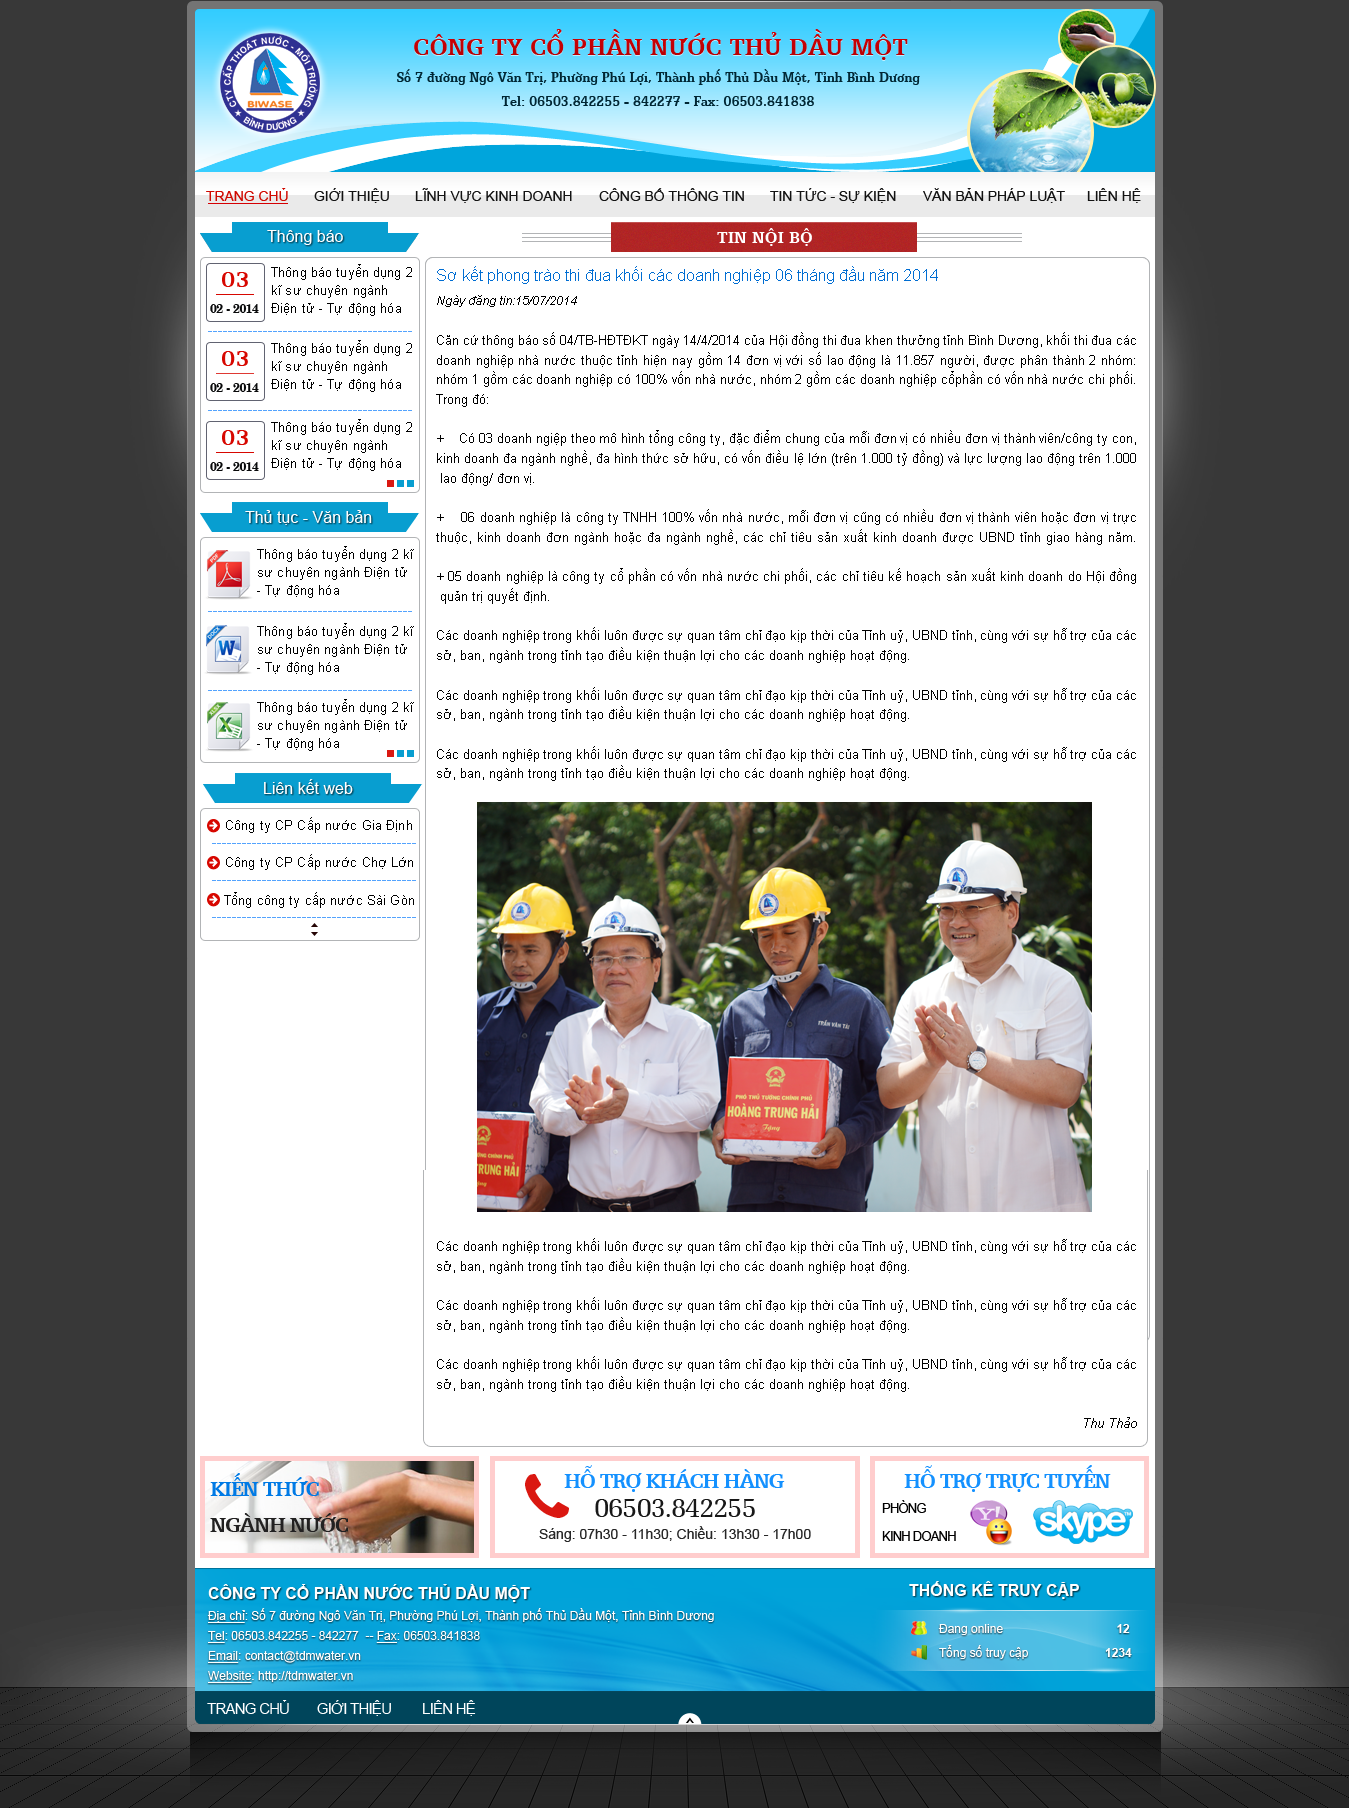 CTY CẤP THOÁT NƯỚC - MÔI TRƯỜNG
BIWASE
BÌNH DƯƠNG
CÔNG TY CỔ PHẦN NƯỚC THỦ DẦU MỘT
Số 7 đường Ngô Văn Trị, Phường Phú Lợi, Thành phố Thủ Dầu Một, Tỉnh Bình Dương
Tel: 06503.842255 - 842277 - Fax: 06503.841838
TRANG CHỦ GIỚI THIỆU LĨNH VỰC KINH DOANH CÔNG BỐ THÔNG TIN TIN TỨC - SỰ KIỆN VĂN BẢN PHÁP LUẬT LIÊN HỆ
Thông báo
03
02 - 2014
Thông báo tuyển dụng 2
kĩ sư chuyên ngành
Điện tử - Tự động hóa
03
02 - 2014
Thông báo tuyển dụng 2
kĩ sư chuyên ngành
Điện tử - Tự động hóa
03
02 - 2014
Thông báo tuyển dụng 2
kĩ sư chuyên ngành
Điện tử - Tự động hóa
Thủ tục - Văn bản
Thông báo tuyển dụng 2 kĩ
sư chuyên ngành Điện tử
- Tự động hóa
Thông báo tuyển dụng 2 kĩ
sư chuyên ngành Điện tử
- Tự động hóa
Thông báo tuyển dụng 2 kĩ
sư chuyên ngành Điện tử
- Tự động hóa
Liên kết web
Công ty CP Cấp nước Gia Định
Công ty CP Cấp nước Chợ Lớn
Tổng công ty cấp nước Sài Gòn
TIN NỘI BỘ
Sơ kết phong trào thi đua khối các doanh nghiệp 06 tháng đầu năm 2014
Ngày đăng tin:15/07/2014
Căn cứ thông báo số 04/TB-HĐTĐKT ngày 14/4/2014 của Hội đồng thi đua khen thưởng tỉnh Bình Dương, khối thi đua các
doanh nghiệp nhà nước thuộc tỉnh hiện nay gồm 14 đơn vị với số lao động là 11.857 người, được phân thành 2 nhóm:
nhóm 1 gồm các doanh nghiệp có 100% vốn nhà nước, nhóm 2 gồm các doanh nghiệp cổphần có vốn nhà nước chi phối.
Trong đó:
+ Có 03 doanh ngiệp theo mô hình tổng công ty, đặc điểm chung của mỗi đơn vị có nhiều đơn vị thành viên/công ty con,
kinh doanh đa ngành nghề, đa hình thức sở hữu, có vốn điều lệ lớn (trên 1.000 tỷ đồng) và lực lượng lao động trên 1.000
lao động/ đơn vị.
+ 06 doanh nghiệp là công ty TNHH 100% vốn nhà nước, mỗi đơn vị cũng có nhiều đơn vị thành viên hoặc đơn vị trực
thuộc, kinh doanh đơn ngành hoặc đa ngành nghề, các chỉ tiêu sản xuất kinh doanh được UBND tỉnh giao hàng năm.
+ 05 doanh nghiệp là công ty cổ phần có vốn nhà nước chi phối, các chỉ tiêu kế hoạch sản xuất kinh doanh do Hội đồng
quản trị quyết định.
Các doanh nghiệp trong khối luôn được sự quan tâm chỉ đạo kịp thời của Tỉnh uỷ, UBND tỉnh, cùng với sự hỗ trợ của các
sở, ban, ngành trong tỉnh tạo điều kiện thuận lợi cho các doanh nghiệp hoạt động.
Các doanh nghiệp trong khối luôn được sự quan tâm chỉ đạo kịp thời của Tỉnh uỷ, UBND tỉnh, cùng với sự hỗ trợ của các
sở, ban, ngành trong tỉnh tạo điều kiện thuận lợi cho các doanh nghiệp hoạt động.
Các doanh nghiệp trong khối luôn được sự quan tâm chỉ đạo kịp thời của Tỉnh uỷ, UBND tỉnh, cùng với sự hỗ trợ của các
sở, ban, ngành trong tỉnh tạo điều kiện thuận lợi cho các doanh nghiệp hoạt động.
TRẦN VĂN TÀI
PHÓ THỦ TƯỚNG CHÍNH PHỦ
HOÀNG TRUNG HẢI
Tặng
CHÍNH PHỦ
TRUNG HẢI
Các doanh nghiệp trong khối luôn được sự quan tâm chỉ đạo kịp thời của Tỉnh uỷ, UBND tỉnh, cùng với sự hỗ trợ của các
sở, ban, ngành trong tỉnh tạo điều kiện thuận lợi cho các doanh nghiệp hoạt động.
Các doanh nghiệp trong khối luôn được sự quan tâm chỉ đạo kịp thời của Tỉnh uỷ, UBND tỉnh, cùng với sự hỗ trợ của các
sở, ban, ngành trong tỉnh tạo điều kiện thuận lợi cho các doanh nghiệp hoạt động.
Các doanh nghiệp trong khối luôn được sự quan tâm chỉ đạo kịp thời của Tỉnh uỷ, UBND tỉnh, cùng với sự hỗ trợ của các
sở, ban, ngành trong tỉnh tạo điều kiện thuận lợi cho các doanh nghiệp hoạt động.
Thu Thảo
KIẾN THỨC
NGÀNH NƯỚC
HỖ TRỢ KHÁCH HÀNG
06503.842255
Sáng: 07h30 - 11h30; Chiều: 13h30 - 17h00
HỖ TRỢ TRỰC TUYẾN
PHÒNG
KINH DOANH
Y!
skype
CÔNG TY CỔ PHẦN NƯỚC THỦ DẦU MỘT
Địa chỉ: Số 7 đường Ngô Văn Trị, Phường Phú Lợi, Thành phố Thủ Dầu Một, Tỉnh Bình Dương
Tel: 06503.842255 - 842277 -- Fax: 06503.841838
Email: contact@tdmwater.vn
Website: http://tdmwater.vn
THỐNG KÊ TRUY CẬP
Đang online 12
Tổng số truy cập 1234
TRANG CHỦ GIỚI THIỆU LIÊN HỆ